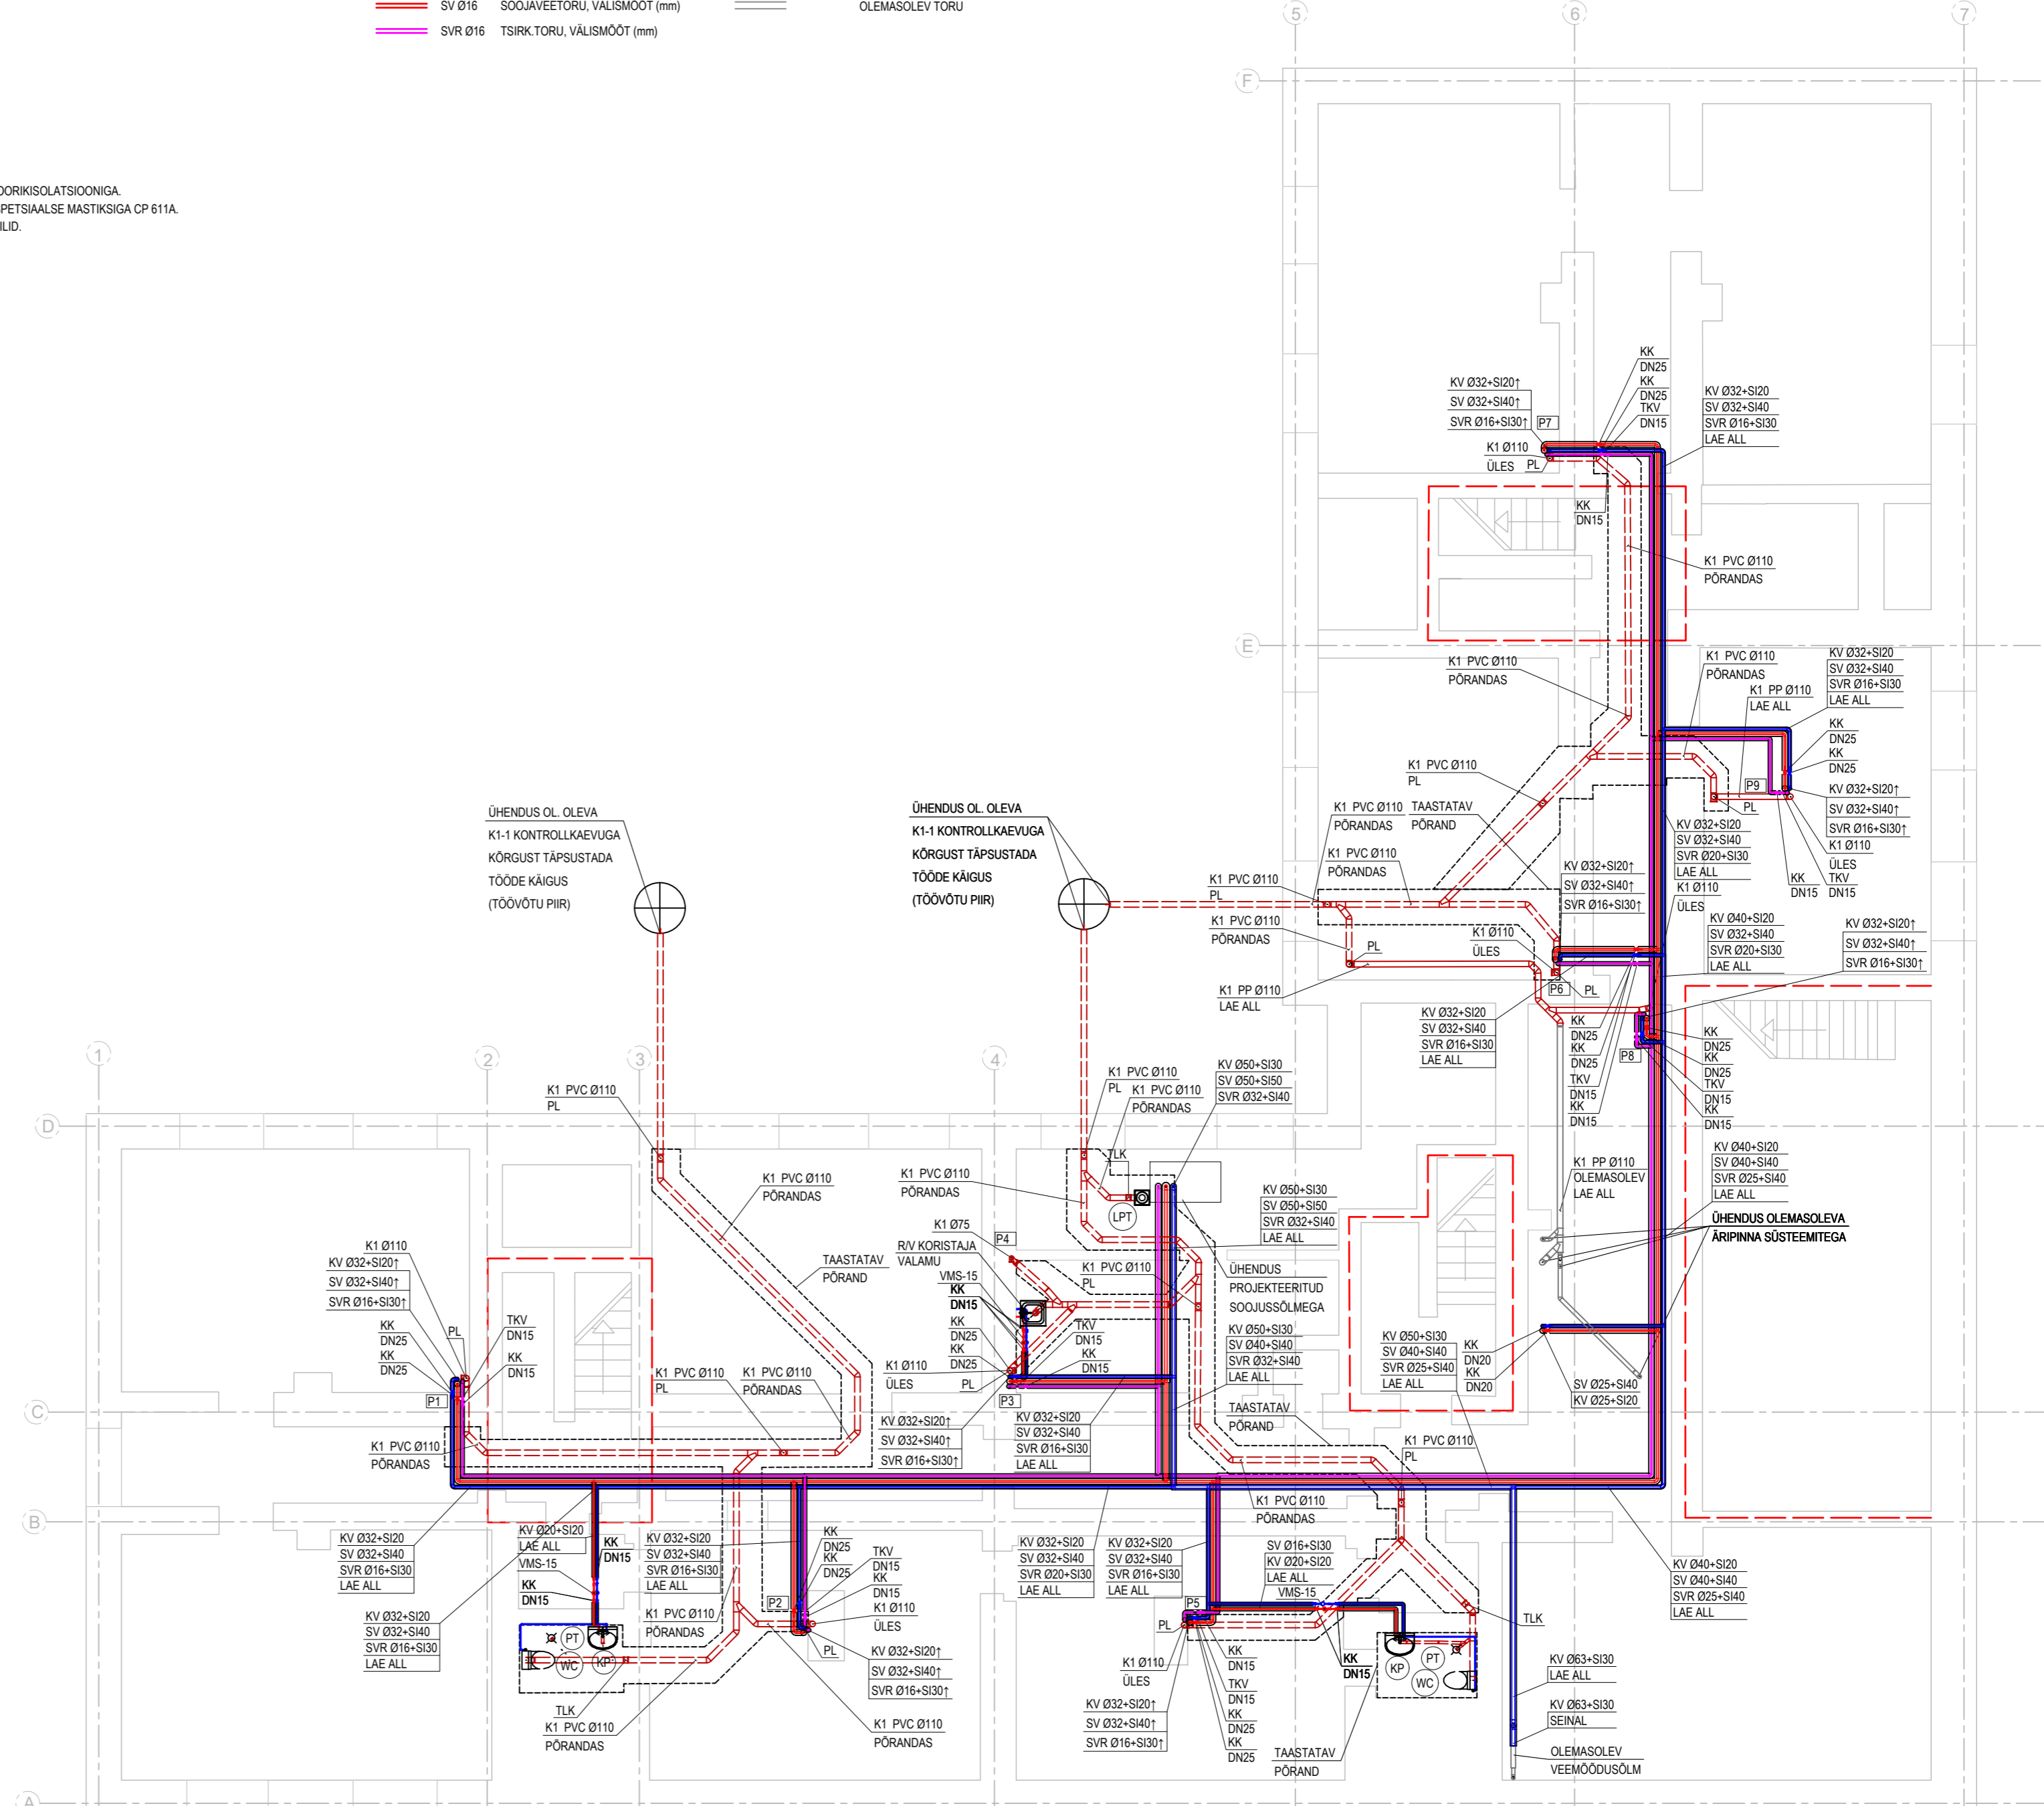 SV Ø16 SOOJAVEETORU, VÄLISMÕÕT (mm)
OLEMASOLEV TORU
SVR Ø16 TSIRK.TORU, VÄLISMÕÕT (mm)
OORIKISOLATSIOONIGA.
SPETSIAALSE MASTIKSIGA CP 611A.
ILID.
5
6
7
F
KK
DN25
KK
DN25
TKV
DN15
KV Ø32+SI20↑
SV Ø32+SI40↑
SVR Ø16+SI30↑
P7
KV Ø32+SI20
SV Ø32+SI40
SVR Ø16+SI30
LAE ALL
K1 Ø110
ÜLES
PL
KK
DN15
K1 PVC Ø110
PÕRANDAS
E
K1 PVC Ø110
PÕRANDAS
K1 PVC Ø110
PÕRANDAS
K1 PP Ø110
LAE ALL
KV Ø32+SI20
SV Ø32+SI40
SVR Ø16+SI30
LAE ALL
KK
DN25
KK
DN25
K1 PVC Ø110
PL
P9
PL
KV Ø32+SI20↑
SV Ø32+SI40↑
SVR Ø16+SI30↑
K1 Ø110
ÜLES
TKV
DN15
KK
DN15
K1 PVC Ø110
PÕRANDAS
TAASTATAV
PÕRAND
K1 PVC Ø110
PÕRANDAS
KV Ø32+SI20
SV Ø32+SI40
SVR Ø20+SI30
LAE ALL
K1 Ø110
ÜLES
KV Ø32+SI20↑
SV Ø32+SI40↑
SVR Ø16+SI30↑
K1 PVC Ø110
PL
K1 PVC Ø110
PÕRANDAS
PL
K1 Ø110
ÜLES
KV Ø40+SI20
SV Ø32+SI40
SVR Ø20+SI30
LAE ALL
KV Ø32+SI20↑
SV Ø32+SI40↑
SVR Ø16+SI30↑
K1 PP Ø110
LAE ALL
P6
PL
KV Ø32+SI20
SV Ø32+SI40
SVR Ø16+SI30
LAE ALL
KK
DN25
KK
DN25
TKV
DN15
KK
DN15
P8
KK
DN25
KK
DN25
TKV
DN15
KK
DN15
ÜHENDUS OL. OLEVA
K1-1 KONTROLLKAEVUGA
KÕRGUST TÄPSUSTADA
TÖÖDE KÄIGUS
(TÖÖVÕTU PIIR)
ÜHENDUS OL. OLEVA
K1-1 KONTROLLKAEVUGA
KÕRGUST TÄPSUSTADA
TÖÖDE KÄIGUS
(TÖÖVÕTU PIIR)
1
2
3
4
D
K1 PVC Ø110
PL
K1 PVC Ø110
PL
K1 PVC Ø110
PÕRANDAS
KV Ø50+SI30
SV Ø50+SI50
SVR Ø32+SI40
TLK
K1 PVC Ø110
PÕRANDAS
K1 PVC Ø110
PÕRANDAS
LPT
KV Ø50+SI30
SV Ø50+SI50
SVR Ø32+SI40
LAE ALL
K1 PP Ø110
OLEMASOLEV
LAE ALL
KV Ø40+SI20
SV Ø40+SI40
SVR Ø25+SI40
LAE ALL
ÜHENDUS OLEMASOLEVA
ÄRIPINNA SÜSTEEMITEGA
K1 Ø75
P4
R/V KORISTAJA
VALAMU
VMS-15
KK
DN15
KK
DN25
KK
DN25
K1 PVC Ø110
PL
ÜHENDUS
PROJEKTEERITUD
SOOJUSSÕLMEGA
TAASTATAV
PÕRAND
K1 Ø110
KV Ø32+SI20↑
SV Ø32+SI40↑
SVR Ø16+SI30↑
KK
DN25
KK
DN25
PL
TKV
DN15
KK
DN15
P1
TKV
DN15
KK
DN15
KV Ø50+SI30
SV Ø40+SI40
SVR Ø32+SI40
LAE ALL
KV Ø50+SI30
SV Ø40+SI40
SVR Ø25+SI40
LAE ALL
KK
DN20
KK
DN20
SV Ø25+SI40
KV Ø25+SI20
K1 PVC Ø110
PL
K1 PVC Ø110
PÕRANDAS
K1 Ø110
ÜLES
PL
P3
C
K1 PVC Ø110
PÕRANDAS
KV Ø32+SI20↑
SV Ø32+SI40↑
SVR Ø16+SI30↑
KV Ø32+SI20
SV Ø32+SI40
SVR Ø16+SI30
LAE ALL
TAASTATAV
PÕRAND
K1 PVC Ø110
PL
K1 PVC Ø110
PÕRANDAS
B
KV Ø32+SI20
SV Ø32+SI40
SVR Ø16+SI30
LAE ALL
KV Ø20+SI20
LAE ALL
VMS-15
KK
DN15
KK
DN15
KV Ø32+SI20
SV Ø32+SI40
SVR Ø16+SI30
LAE ALL
KK
DN25
KK
DN25
TKV
DN15
KK
DN15
K1 Ø110
ÜLES
P2
KV Ø32+SI20
SV Ø32+SI40
SVR Ø20+SI30
LAE ALL
KV Ø32+SI20
SV Ø32+SI40
SVR Ø16+SI30
LAE ALL
SV Ø16+SI30
KV Ø20+SI20
LAE ALL
VMS-15
P5
KV Ø40+SI20
SV Ø40+SI40
SVR Ø25+SI40
LAE ALL
KV Ø32+SI20
SV Ø32+SI40
SVR Ø16+SI30
LAE ALL
K1 PVC Ø110
PÕRANDAS
PT
WC
KP
PL
KV Ø32+SI20↑
SV Ø32+SI40↑
SVR Ø16+SI30↑
PL
TLK
K1 Ø110
ÜLES
KK
DN15
TKV
DN15
KK
DN25
KK
DN25
KK
DN15
KP
PT
WC
KV Ø63+SI30
LAE ALL
KV Ø63+SI30
SEINAL
TLK
K1 PVC Ø110
PÕRANDAS
K1 PVC Ø110
PÕRANDAS
KV Ø32+SI20↑
SV Ø32+SI40↑
SVR Ø16+SI30↑
TAASTATAV
PÕRAND
OLEMASOLEV
VEEMÕÕDUSÕLM
A